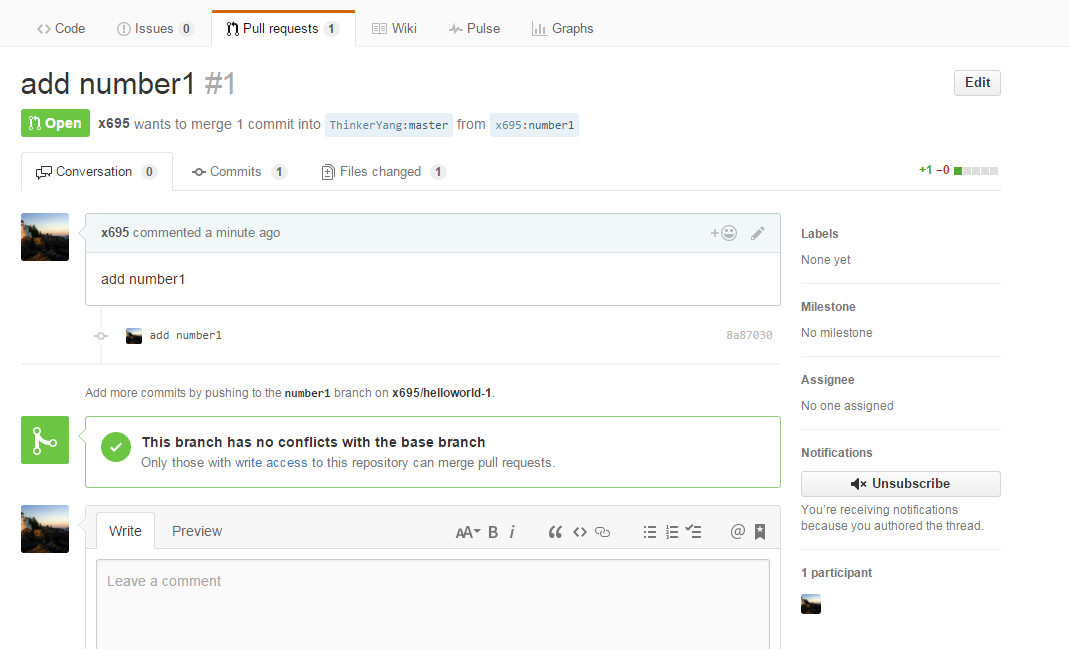 Code Issues 0 Pull requests 1 Wiki Pulse Graphs
add number1 #1 Edit
Open x695 wants to merge 1 commit into ThinkerYang:master from x695:number1
Conversation 0 Commits 1 Files changed 1 +1 −0
x695 commented a minute ago
add number1
add number1 8a87030
Add more commits by pushing to the number1 branch on x695/helloworld-1.
This branch has no conflicts with the base branch
Only those with write access to this repository can merge pull requests.
Write Preview AA B i “ <> @
Leave a comment
Labels
None yet
Milestone
No milestone
Assignee
No one assigned
Notifications
Unsubscribe
You’re receiving notifications
because you authored the thread.
1 participant